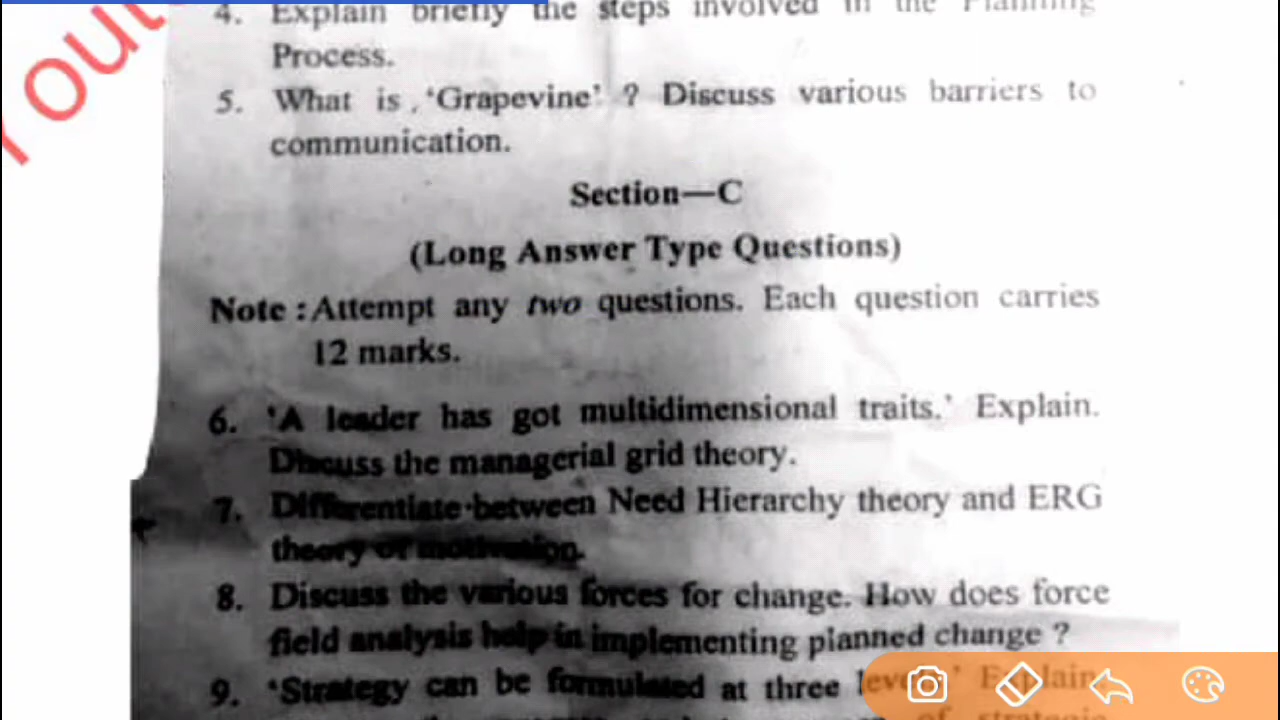 4. Explain briefly the steps involved in the Planning
Process.
5. What is 'Grapevine' ? Discuss various barriers to
communication.
Section—C
(Long Answer Type Questions)
Note : Attempt any two questions. Each question carries
12 marks.
6. 'A leader has got multidimensional traits.' Explain.
Discuss the managerial grid theory.
7. Differentiate between Need Hierarchy theory and ERG
theory of motivation.
8. Discuss the various forces for change. How does force
field analysis help in implementing planned change ?
9. 'Strategy can be formulated at three levels.' Explain
of strategic